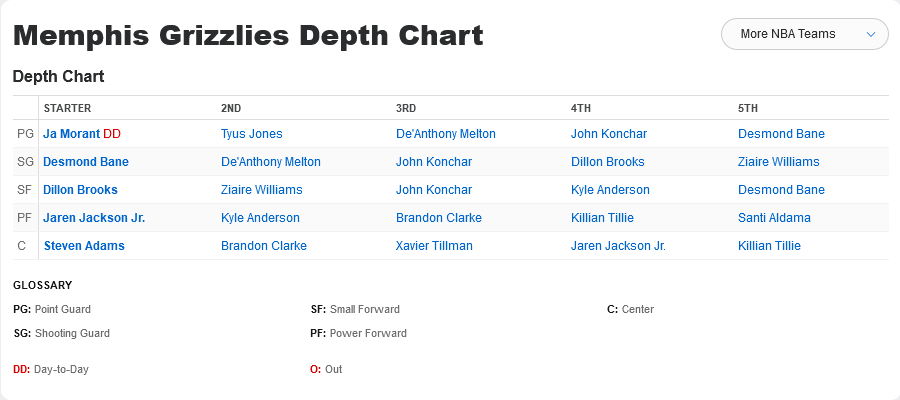 Memphis Grizzlies Depth Chart
More NBA Teams
Depth Chart
STARTER 2ND 3RD 4TH 5TH
PG Ja Morant DD Tyus Jones De'Anthony Melton John Konchar Desmond Bane
SG Desmond Bane De'Anthony Melton John Konchar Dillon Brooks Ziaire Williams
SF Dillon Brooks Ziaire Williams John Konchar Kyle Anderson Desmond Bane
PF Jaren Jackson Jr. Kyle Anderson Brandon Clarke Killian Tillie Santi Aldama
C Steven Adams Brandon Clarke Xavier Tillman Jaren Jackson Jr. Killian Tillie
GLOSSARY
PG: Point Guard SF: Small Forward C: Center
SG: Shooting Guard PF: Power Forward
DD: Day-to-Day O: Out